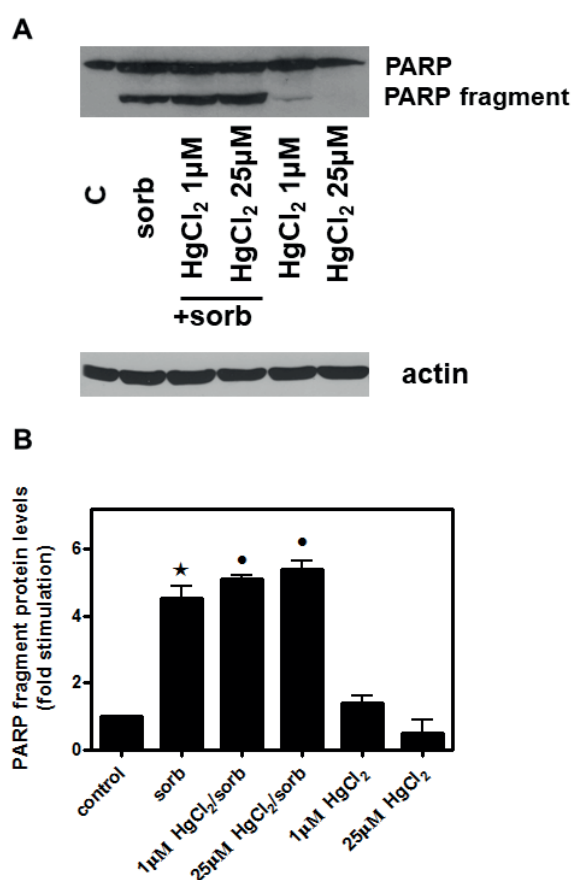 A
PARP
PARP fragment
C
sorb
HgCl₂ 1µM
HgCl₂ 25µM
HgCl₂ 1µM
HgCl₂ 25µM
+sorb
actin
B
PARP fragment protein levels
(fold stimulation)
6
4
2
0
control
sorb
1µM HgCl₂/sorb
25µM HgCl₂/sorb
1µM HgCl₂
25µM HgCl₂